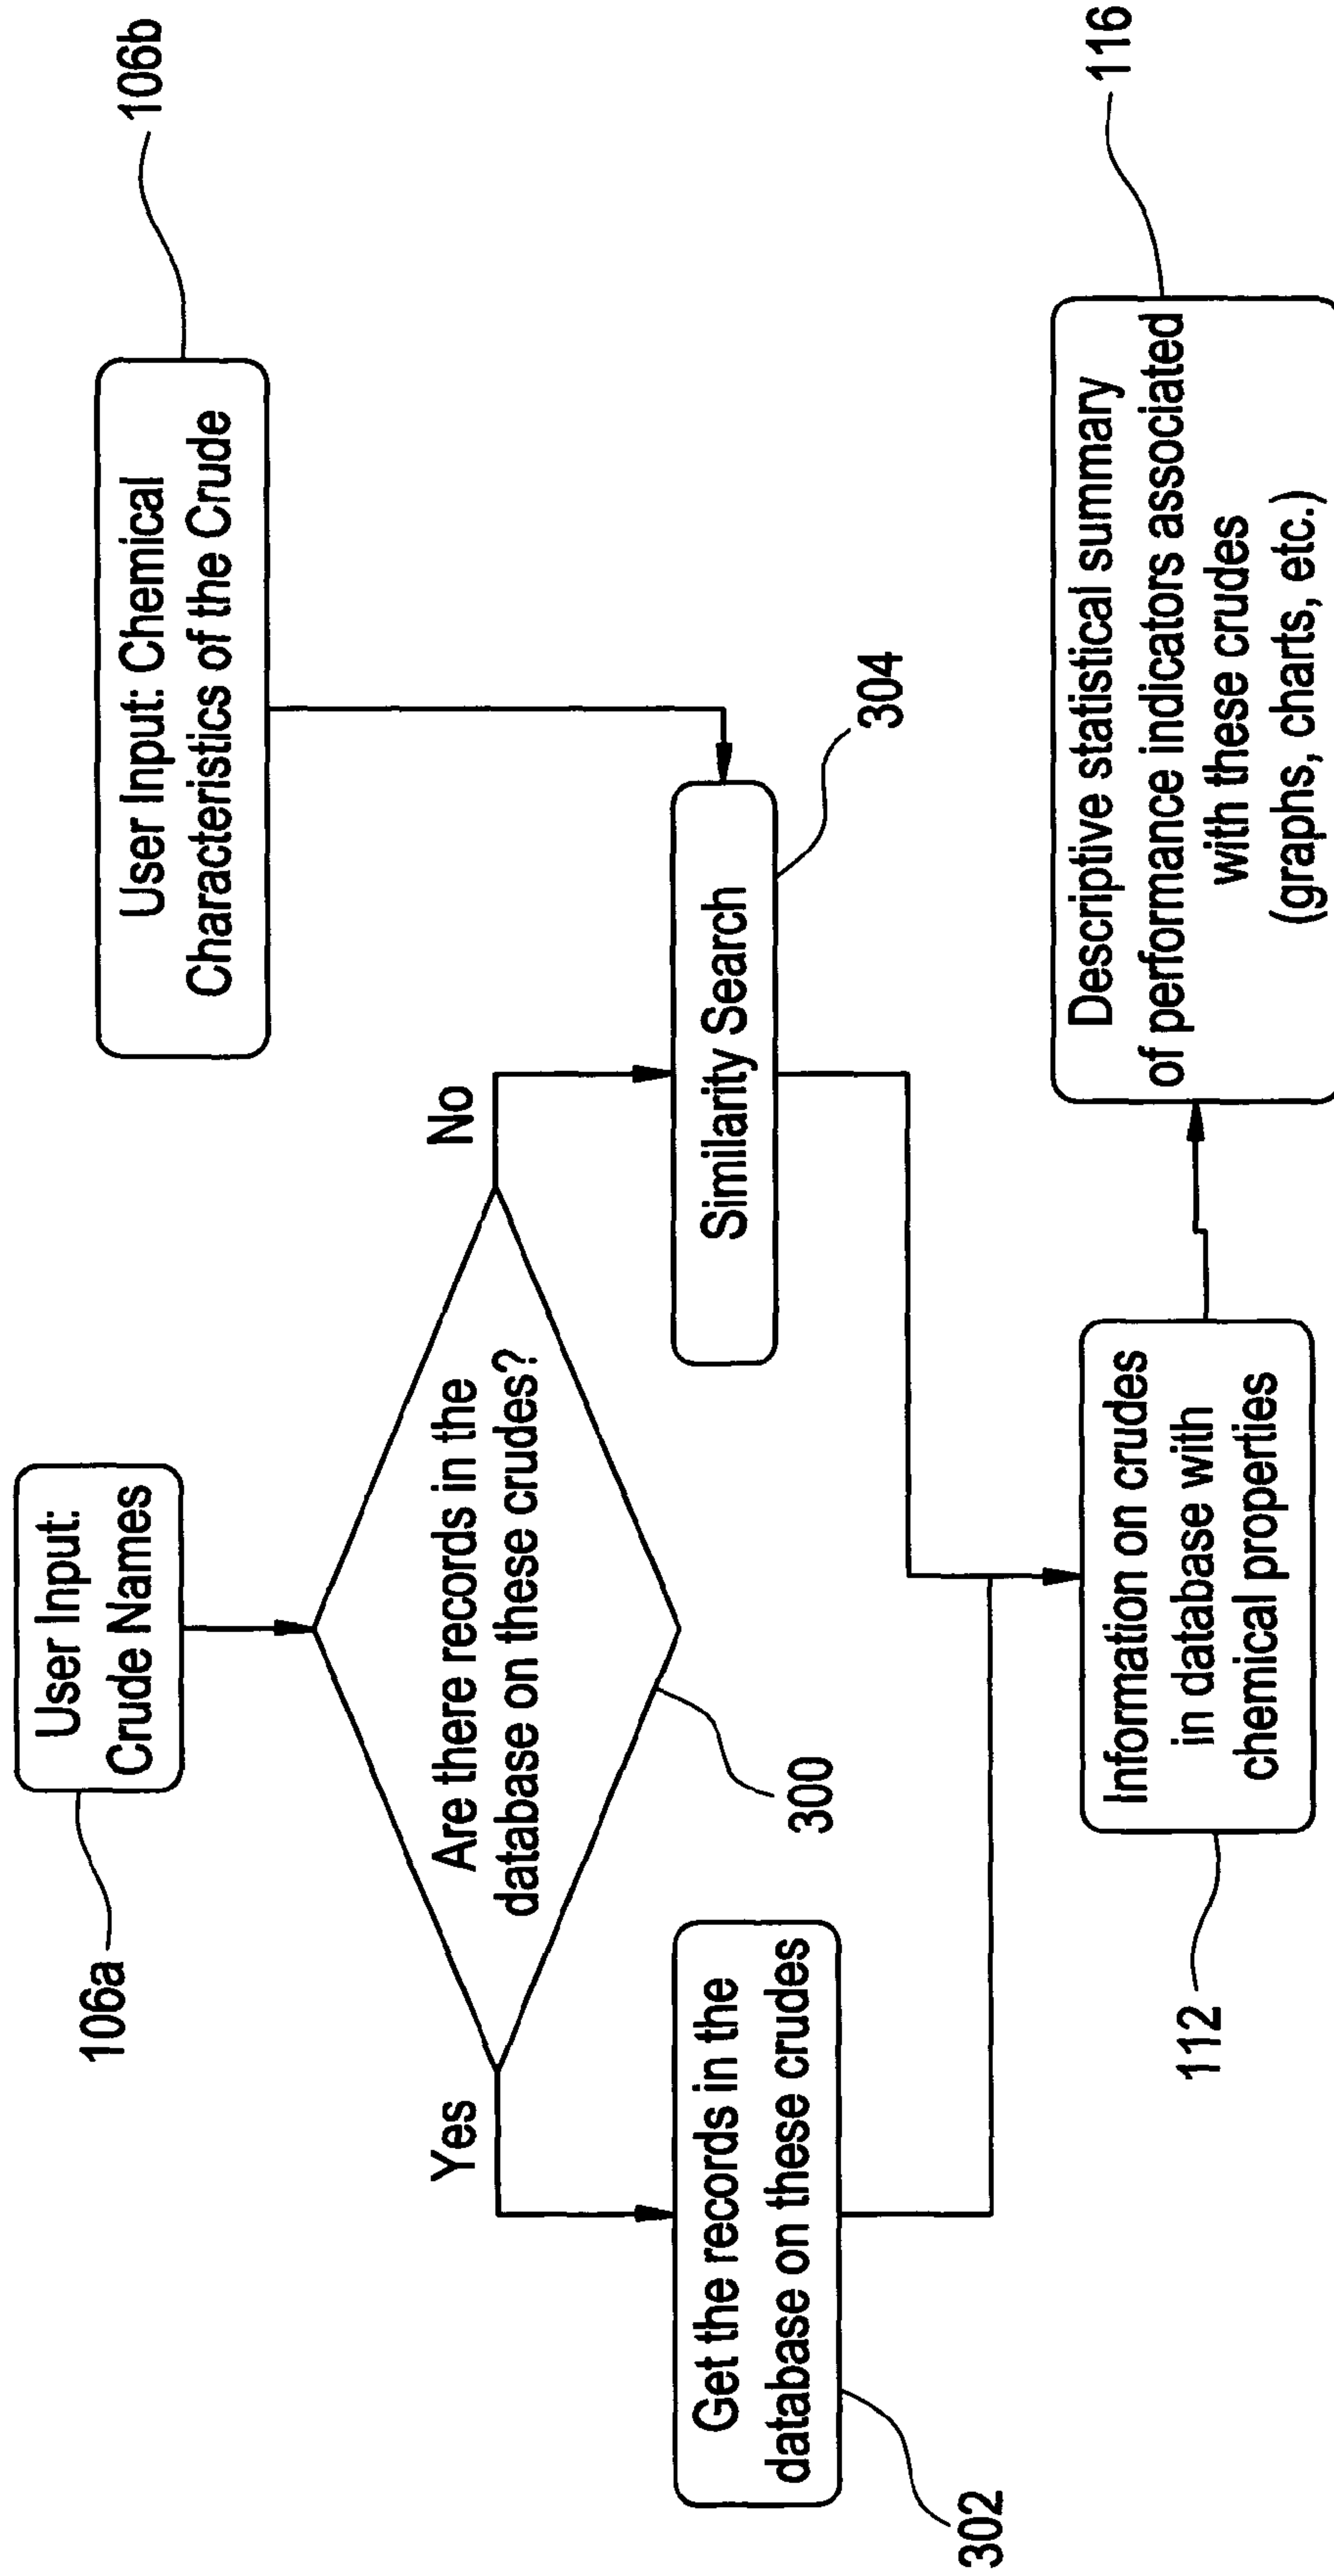 106a
User Input:
Crude Names
User Input: Chemical
Characteristics of the Crude
106b
Yes
Are there records in the
database on these crudes?
No
300
Get the records in the
database on these crudes
302
Similarity Search
304
112
Information on crudes
in database with
chemical properties
Descriptive statistical summary
of performance indicators associated
with these crudes
(graphs, charts, etc.)
116